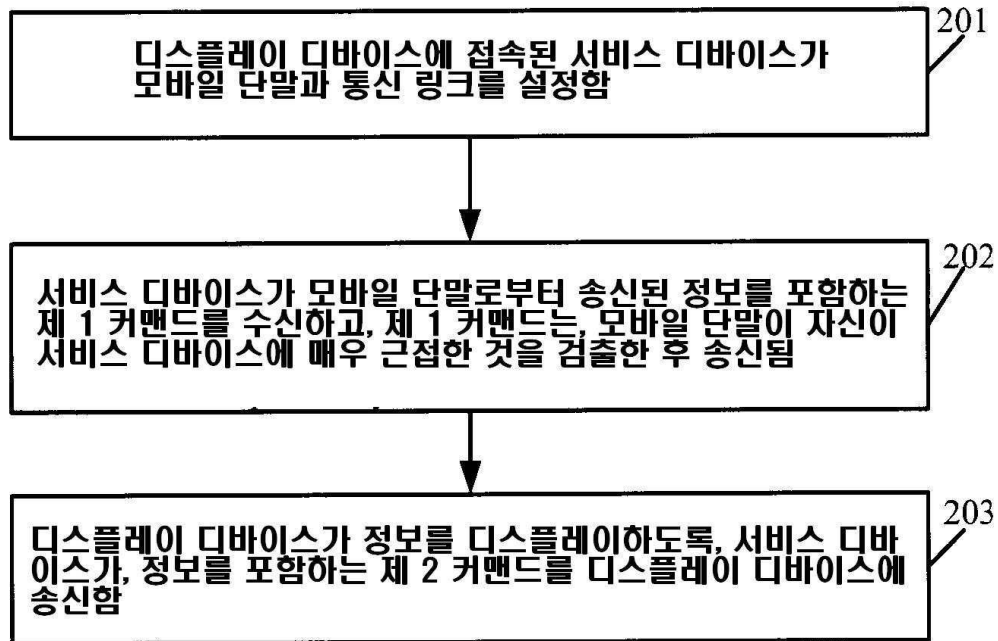 201
디스플레이 디바이스에 접속된 서비스 디바이스가
모바일 단말과 통신 링크를 설정함
202
서비스 디바이스가 모바일 단말로부터 송신된 정보를 포함하는
제 1 커맨드를 수신하고, 제 1 커맨드는, 모바일 단말이 자신이
서비스 디바이스에 매우 근접한 것을 검출한 후 송신됨
203
디스플레이 디바이스가 정보를 디스플레이하도록, 서비스 디바
이스가, 정보를 포함하는 제 2 커맨드를 디스플레이 디바이스에
송신함